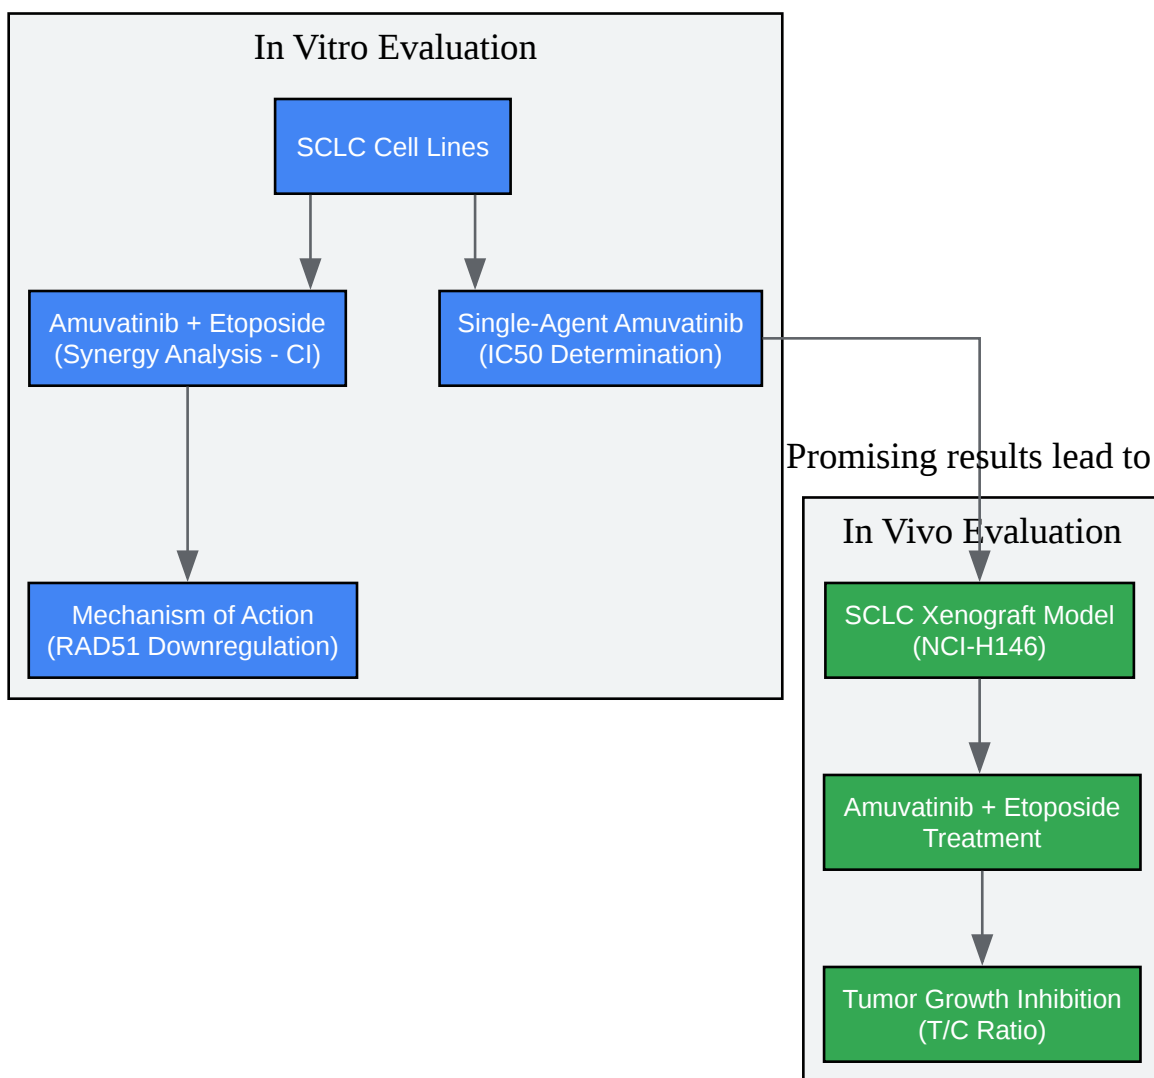 In Vitro Evaluation
SCLC Cell Lines
Amuvatinib + Etoposide
(Synergy Analysis - CI)
Single-Agent Amuvatinib
(IC50 Determination)
Mechanism of Action
(RAD51 Downregulation)
Promising results lead to
In Vivo Evaluation
SCLC Xenograft Model
(NCI-H146)
Amuvatinib + Etoposide
Treatment
Tumor Growth Inhibition
(T/C Ratio)